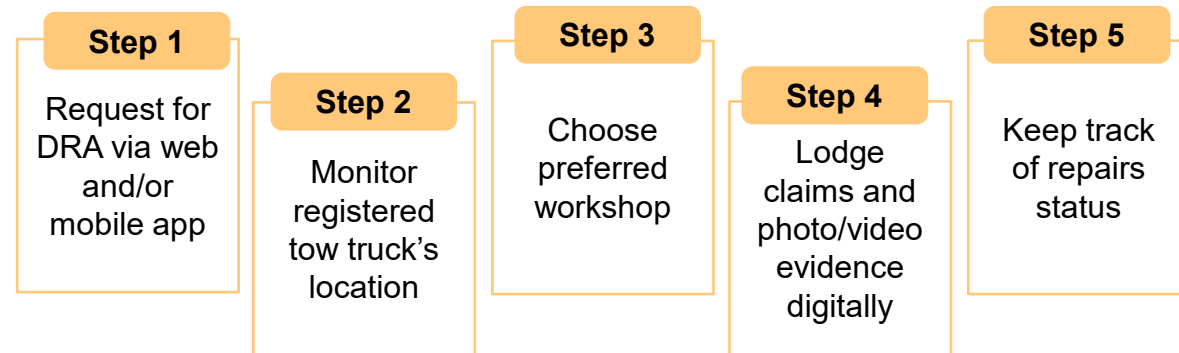 Step 1
Request for
DRA via web
and/or
mobile app
Step 2
Monitor
registered
tow truck’s
location
Step 3
Choose
preferred
workshop
Step 4
Lodge
claims and
photo/video
evidence
digitally
Step 5
Keep track
of repairs
status